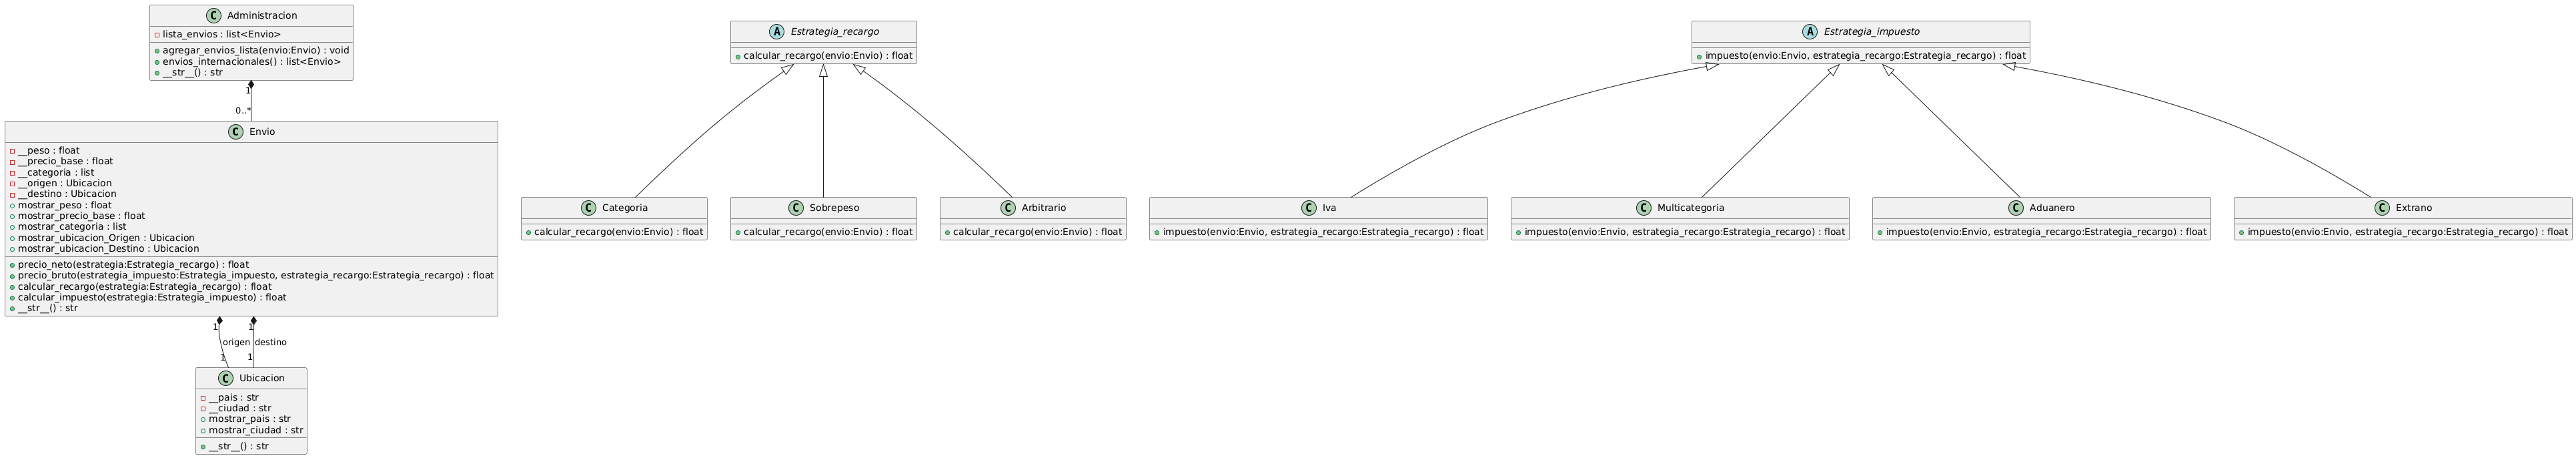 C Administracion
lista_envios : list<Envio>
agregar_envios_lista(envio:Envio) : void
envios_internacionales() : list<Envio>
__str__() : str
1
0..*
C Envio
__peso : float
__precio_base : float
__categoria : list
__origen : Ubicacion
__destino : Ubicacion
mostrar_peso : float
mostrar_precio_base : float
mostrar_categoria : list
mostrar_ubicacion_Origen : Ubicacion
mostrar_ubicacion_Destino : Ubicacion
precio_neto(estrategia:Estrategia_recargo) : float
precio_bruto(estrategia_impuesto:Estrategia_impuesto, estrategia_recargo:Estrategia_recargo) : float
calcular_recargo(estrategia:Estrategia_recargo) : float
calcular_impuesto(estrategia:Estrategia_impuesto) : float
__str__() : str
1 1
origen destino
1 1
C Ubicacion
__pais : str
__ciudad : str
mostrar_pais : str
mostrar_ciudad : str
__str__() : str
A Estrategia_recargo
calcular_recargo(envio:Envio) : float
C Categoria
calcular_recargo(envio:Envio) : float
C Sobrepeso
calcular_recargo(envio:Envio) : float
C Arbitrario
calcular_recargo(envio:Envio) : float
A Estrategia_impuesto
impuesto(envio:Envio, estrategia_recargo:Estrategia_recargo) : float
C Iva
impuesto(envio:Envio, estrategia_recargo:Estrategia_recargo) : float
C Multicategoria
impuesto(envio:Envio, estrategia_recargo:Estrategia_recargo) : float
C Aduanero
impuesto(envio:Envio, estrategia_recargo:Estrategia_recargo) : float
C Extrano
impuesto(envio:Envio, estrategia_recargo:Estrategia_recargo) : float